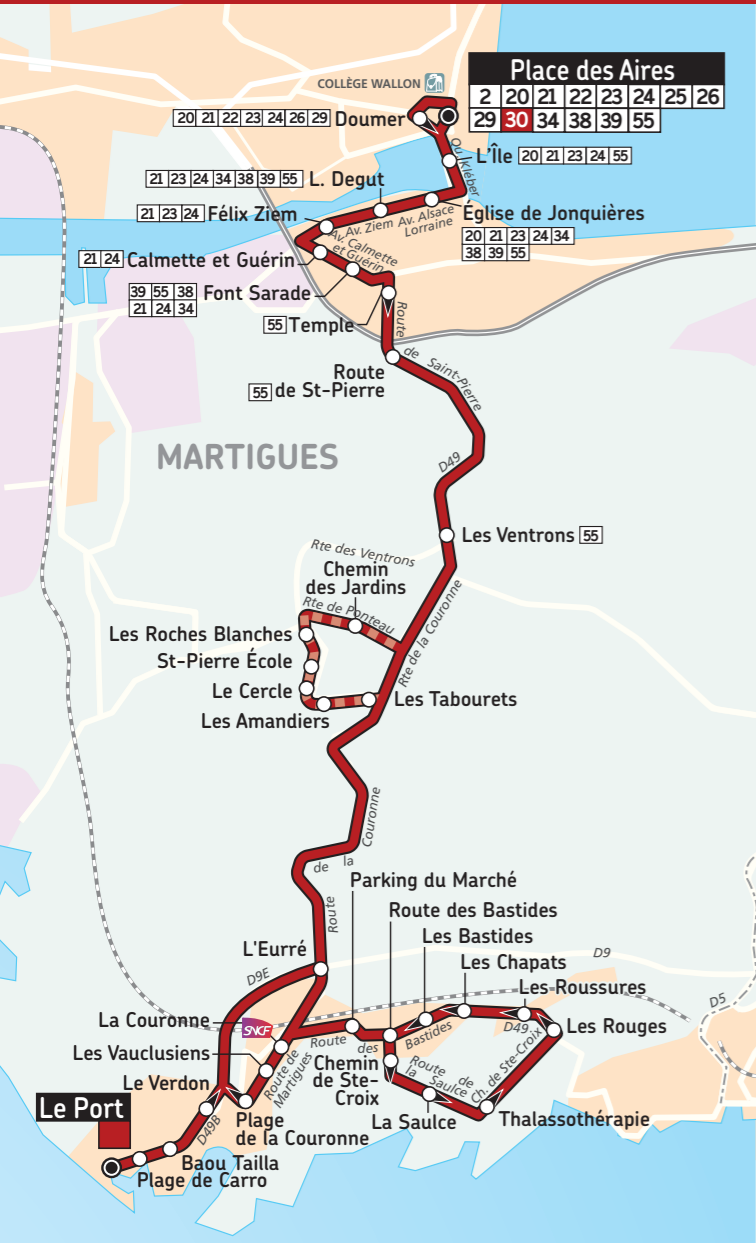 COLLÈGE WALLON
Place des Aires
2 20 21 22 23 24 25 26
29 30 34 38 39 55
20 21 22 23 24 26 29 Doumer
Qu. Kléber
L'Île 20 21 23 24 55
21 23 24 34 38 39 55 L. Degut
21 23 24 Félix Ziem
Av. Ziem
Av. Alsace
Lorraine
Église de Jonquières
20 21 23 24 34
38 39 55
Av. Calmette
et Guérin
21 24 Calmette et Guérin
39 55 38
21 24 34
Font Sarade
55 Temple
Route
de Saint-Pierre
Route
55 de St-Pierre
MARTIGUES
D49
Les Ventrons 55
Rte des Ventrons
Chemin
des Jardins
Rte de Ponteau
Rte de la Couronne
Les Roches Blanches
St-Pierre École
Le Cercle
Les Amandiers
Les Tabourets
Route de la Couronne
Parking du Marché
Route des Bastides
Les Bastides
Les Chapats
Les Roussures
Les Rouges
L'Eurré
D9E
D9
D5
La Couronne
SNCF
Les Vauclusiens
Le Verdon
Route de
Martigues
Route des Bastides
D49
Ch. de Ste-Croix
Chemin
de Ste-
Croix
Route de
la Saulce
La Saulce
Thalassothérapie
Le Port
D49B
Plage
de la Couronne
Baou Tailla
Plage de Carro